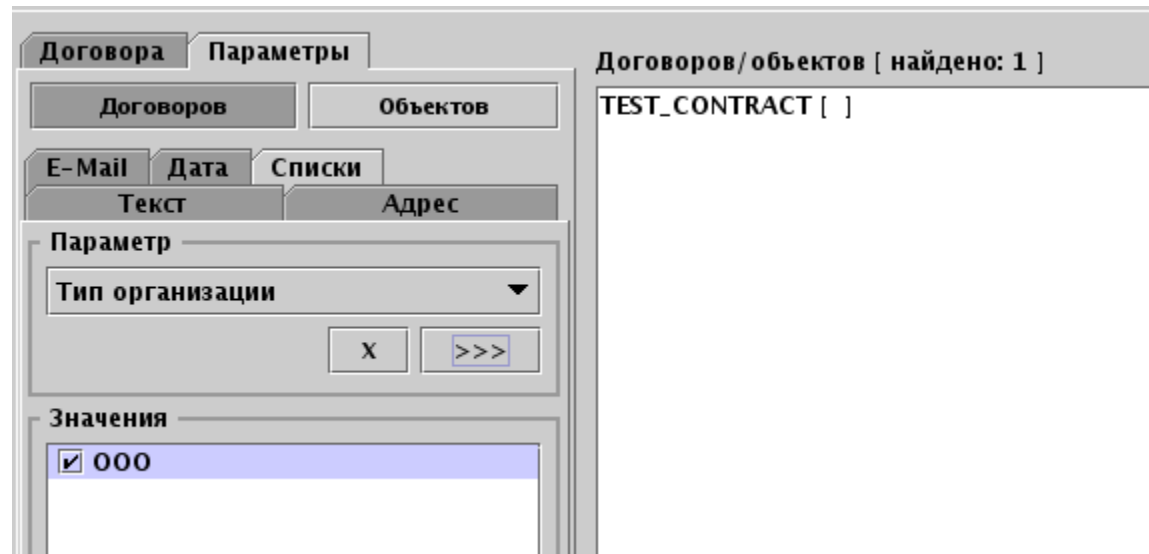 Договора Параметры
Договоров Объектов
E-Mail Дата Списки
Текст Адрес
Параметр
Тип организации
X >>>
Значения
ООО
Договоров/объектов [ найдено: 1 ]
TEST_CONTRACT [ ]